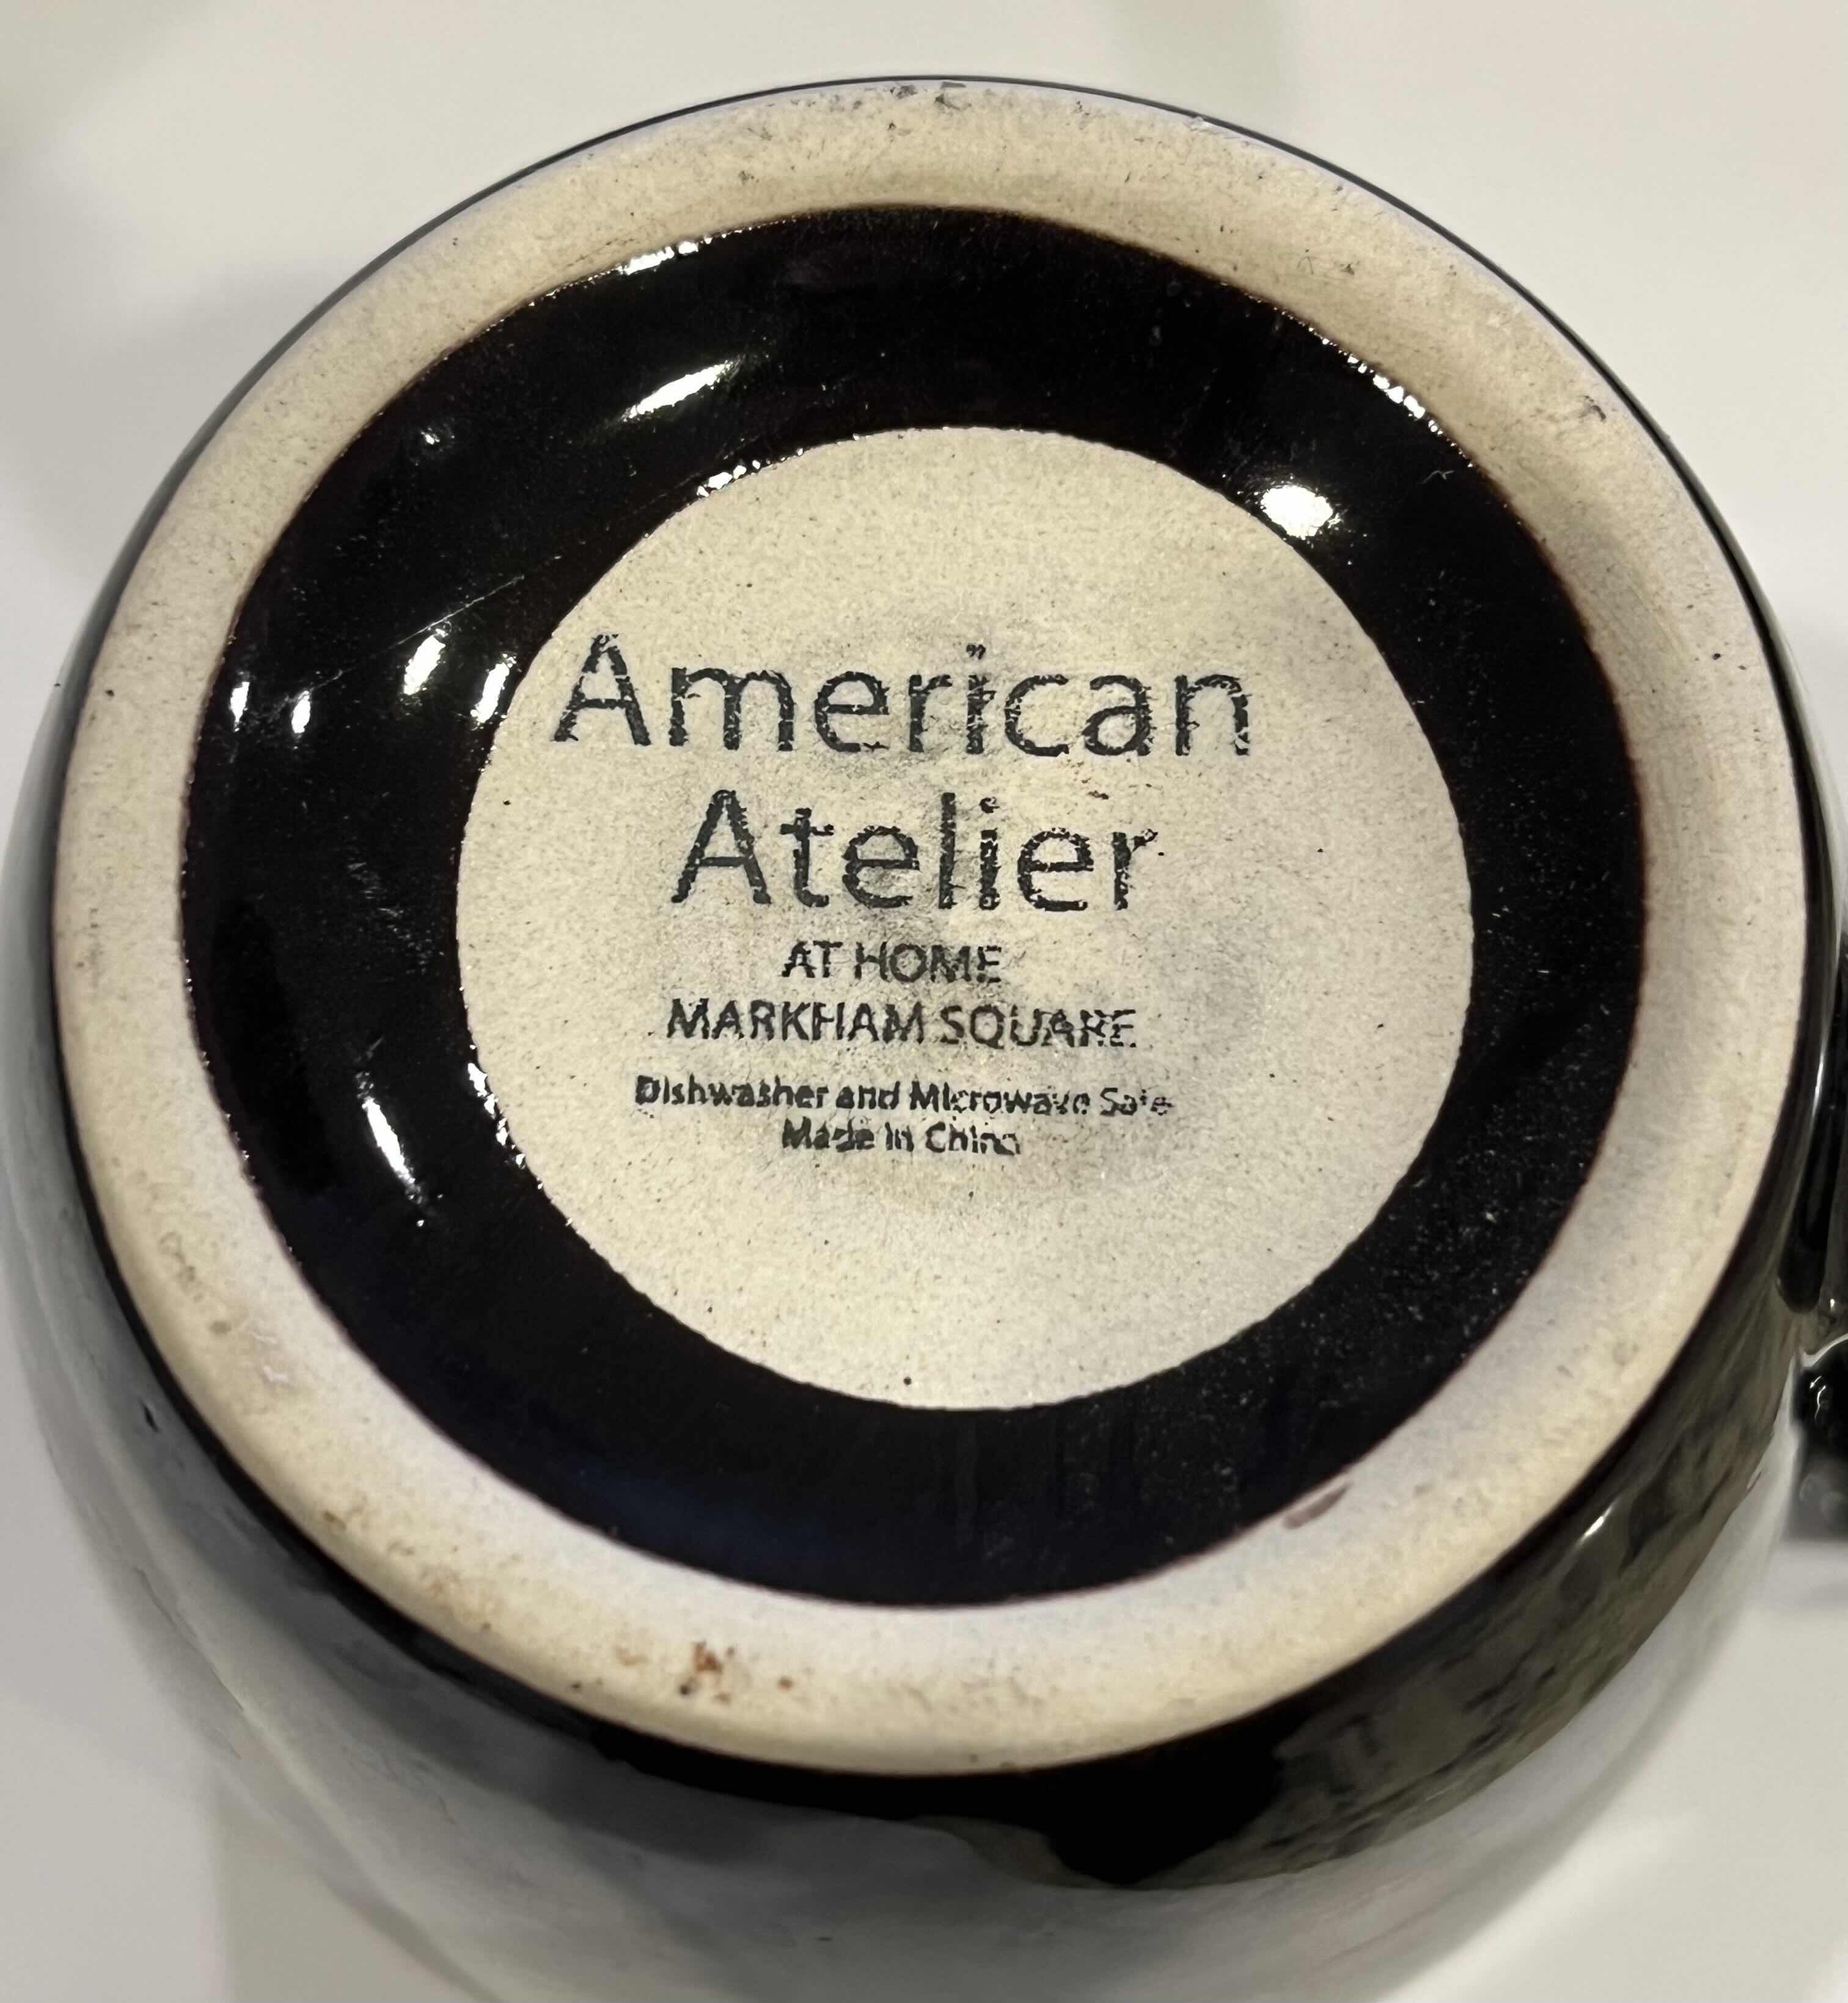 American
Atelier
AT HOME
MARKHAM SQUARE
Dishwasher and Microwave Safe
Made in China